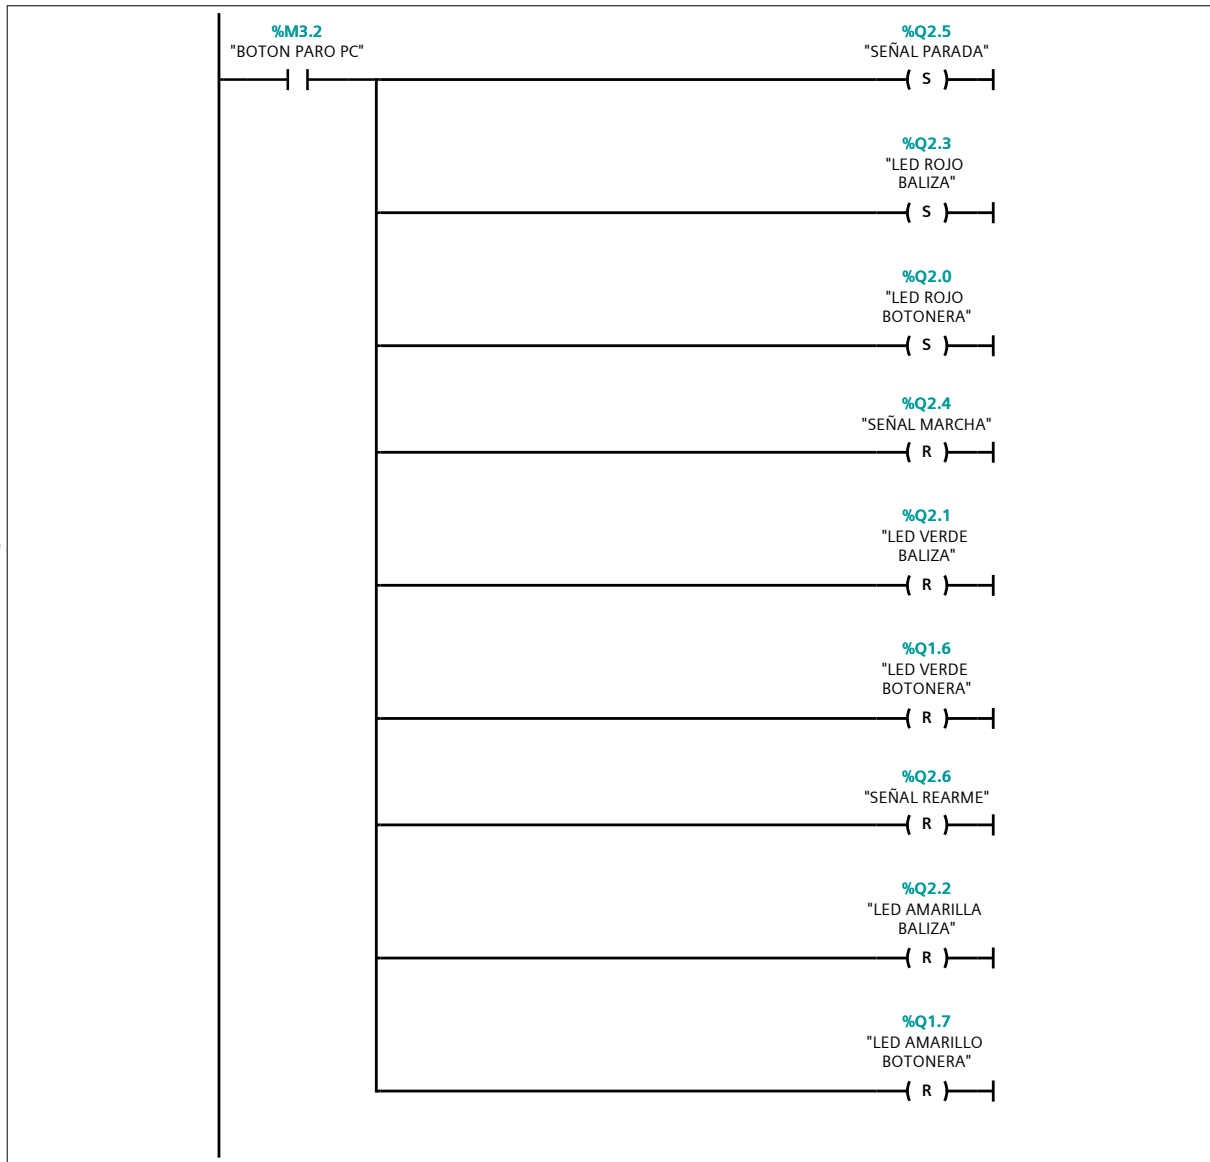 %M3.2
"BOTON PARO PC"
%Q2.5
"SEÑAL PARADA"
S
%Q2.3
"LED ROJO
BALIZA"
S
%Q2.0
"LED ROJO
BOTONERA"
S
%Q2.4
"SEÑAL MARCHA"
R
%Q2.1
"LED VERDE
BALIZA"
R
%Q1.6
"LED VERDE
BOTONERA"
R
%Q2.6
"SEÑAL REARME"
R
%Q2.2
"LED AMARILLA
BALIZA"
R
%Q1.7
"LED AMARILLO
BOTONERA"
R